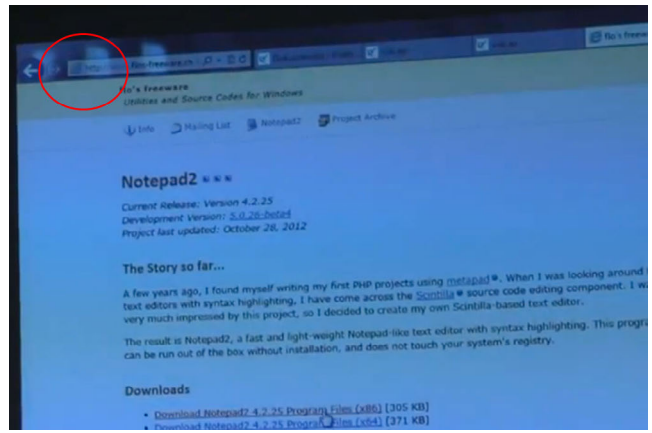 http flos-freeware.ch
flo's freeware
flo's freeware
Utilities and Source Codes for Windows
Info Mailing List Notepad2 Project Archive
Notepad2
Current Release: Version 4.2.25
Development Version: 5.0.26-beta4
Project last updated: October 28, 2012
The Story so far...
A few years ago, I found myself writing my first PHP projects using metapad. When I was looking around
text editors with syntax highlighting, I have come across the Scintilla source code editing component. I
very much impressed by this project, so I decided to create my own Scintilla-based text editor.
The result is Notepad2, a fast and light-weight Notepad-like text editor with syntax highlighting. This
can be run out of the box without installation, and does not touch your system's registry.
Downloads
• Download Notepad2 4.2.25 Program Files (x86) [305 KB]
• Download Notepad2 4.2.25 Program Files (x64) [371 KB]